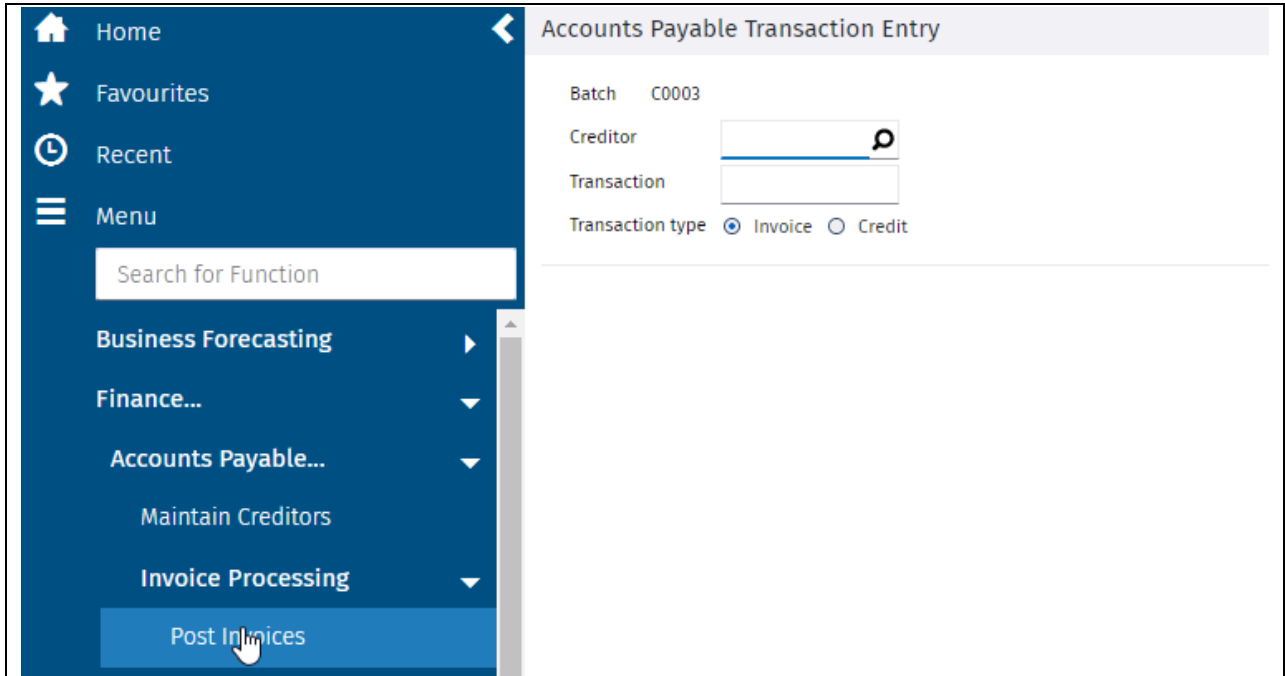 Home
Favourites
Recent
Menu
Search for Function
Business Forecasting
Finance...
Accounts Payable...
Maintain Creditors
Invoice Processing
Post Invoices
Accounts Payable Transaction Entry
Batch C0003
Creditor
Transaction
Transaction type Invoice Credit